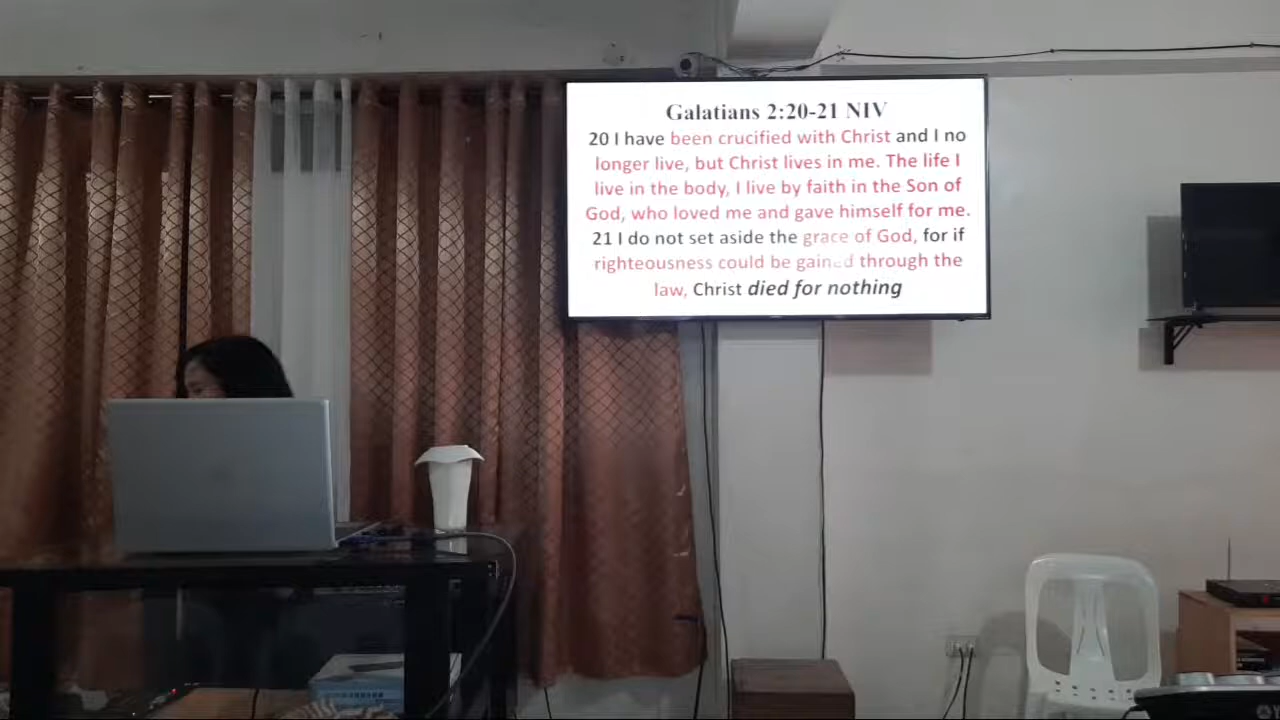 Galatians 2:20-21 NIV
20 I have been crucified with Christ and I no
longer live, but Christ lives in me. The life I
live in the body, I live by faith in the Son of
God, who loved me and gave himself for me.
21 I do not set aside the grace of God, for if
righteousness could be gained through the
law, Christ died for nothing